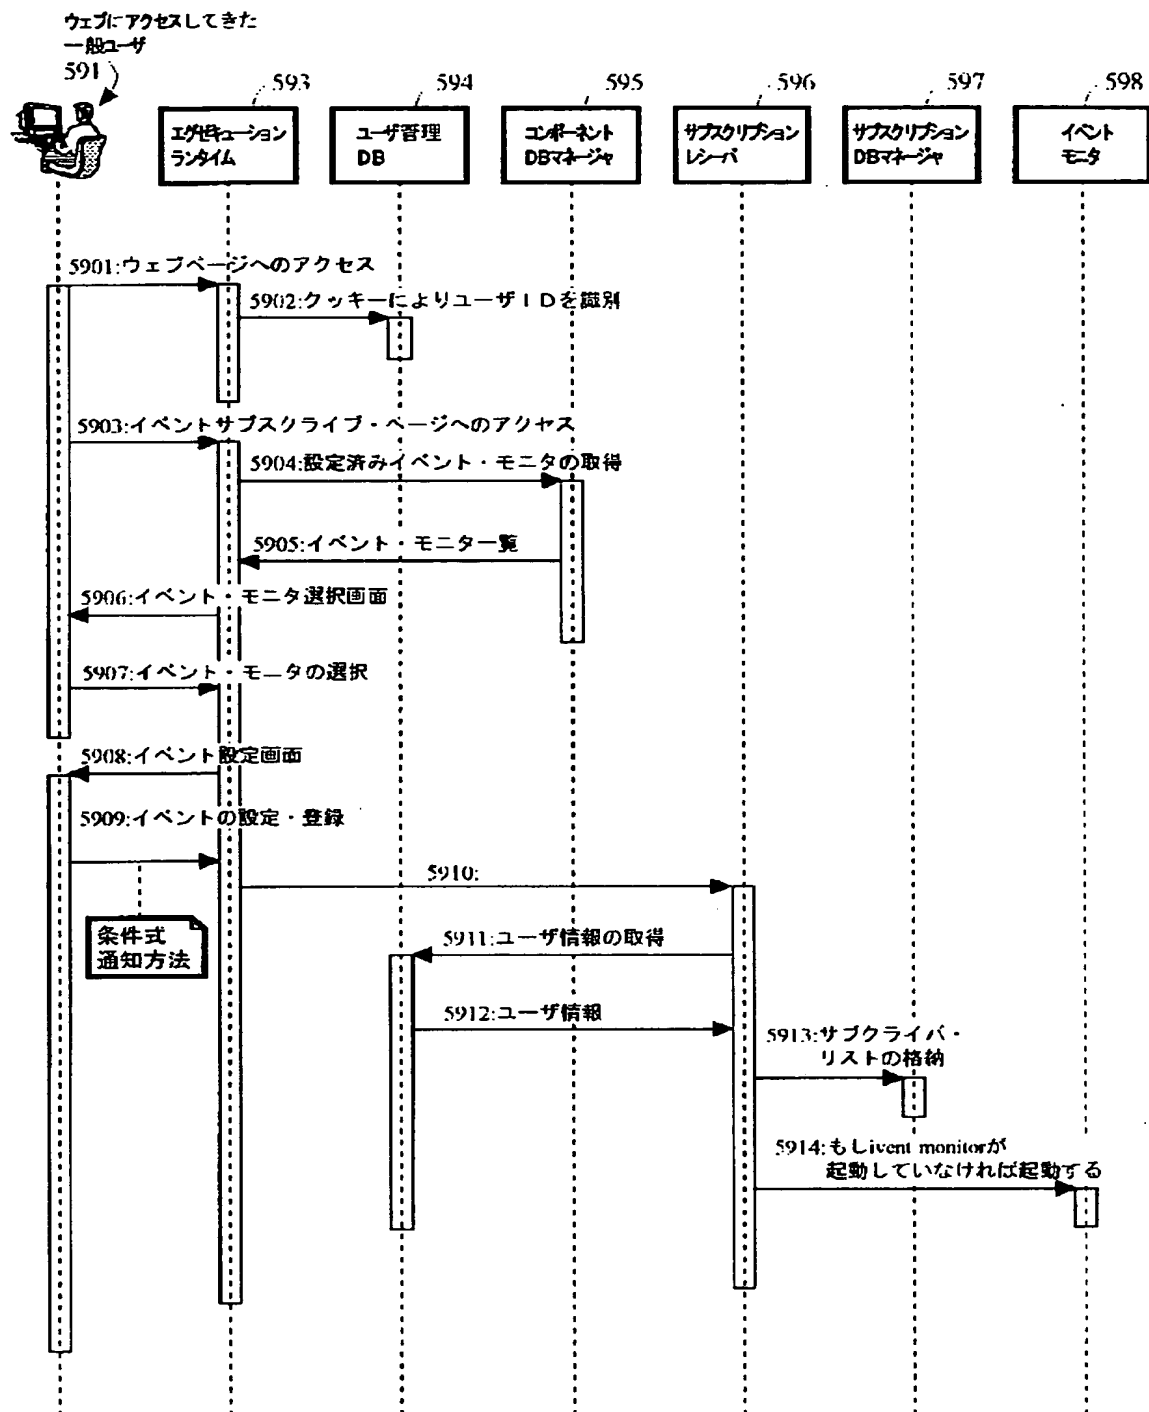 ウェブにアクセスしてきた
一般ユーザ
591
593
594
595
596
597
598
エグゼキューション
ランタイム
ユーザ管理
DB
コンポーネント
DBマネージャ
サブスクリプション
レシーバ
サブスクリプション
DBマネージャ
イベント
モニタ
5901:ウェブページへのアクセス
5902:クッキーによりユーザIDを識別
5903:イベントサブスクライブ・ページへのアクセス
5904:設定済みイベント・モニタの取得
5905:イベント・モニター覧
5906:イベント・モニタ選択画面
5907:イベント・モニタの選択
5908:イベント設定画面
5909:イベントの設定・登録
5910:
条件式
通知方法
5911:ユーザ情報の取得
5912:ユーザ情報
5913:サブクライバ・
リストの格納
5914:もしivent monitorが
起動していなければ起動する